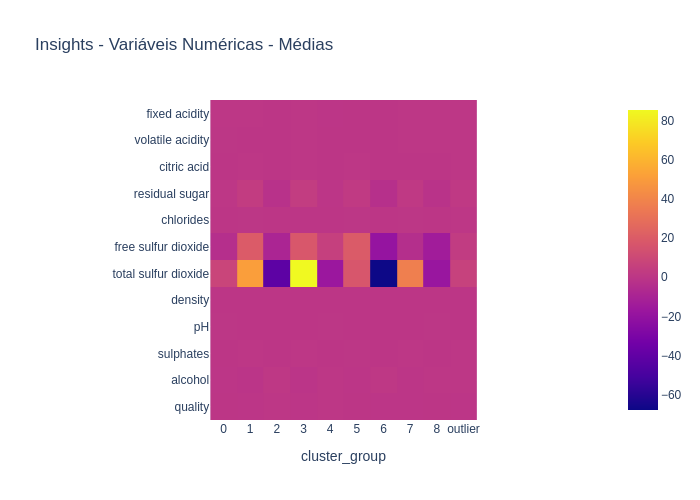 Insights - Variáveis Numéricas - Médias
fixed acidity
volatile acidity
citric acid
residual sugar
chlorides
free sulfur dioxide
total sulfur dioxide
density
pH
sulphates
alcohol
quality
0 1 2 3 4 5 6 7 8 outlier
cluster_group
80
60
40
20
0
−20
−40
−60